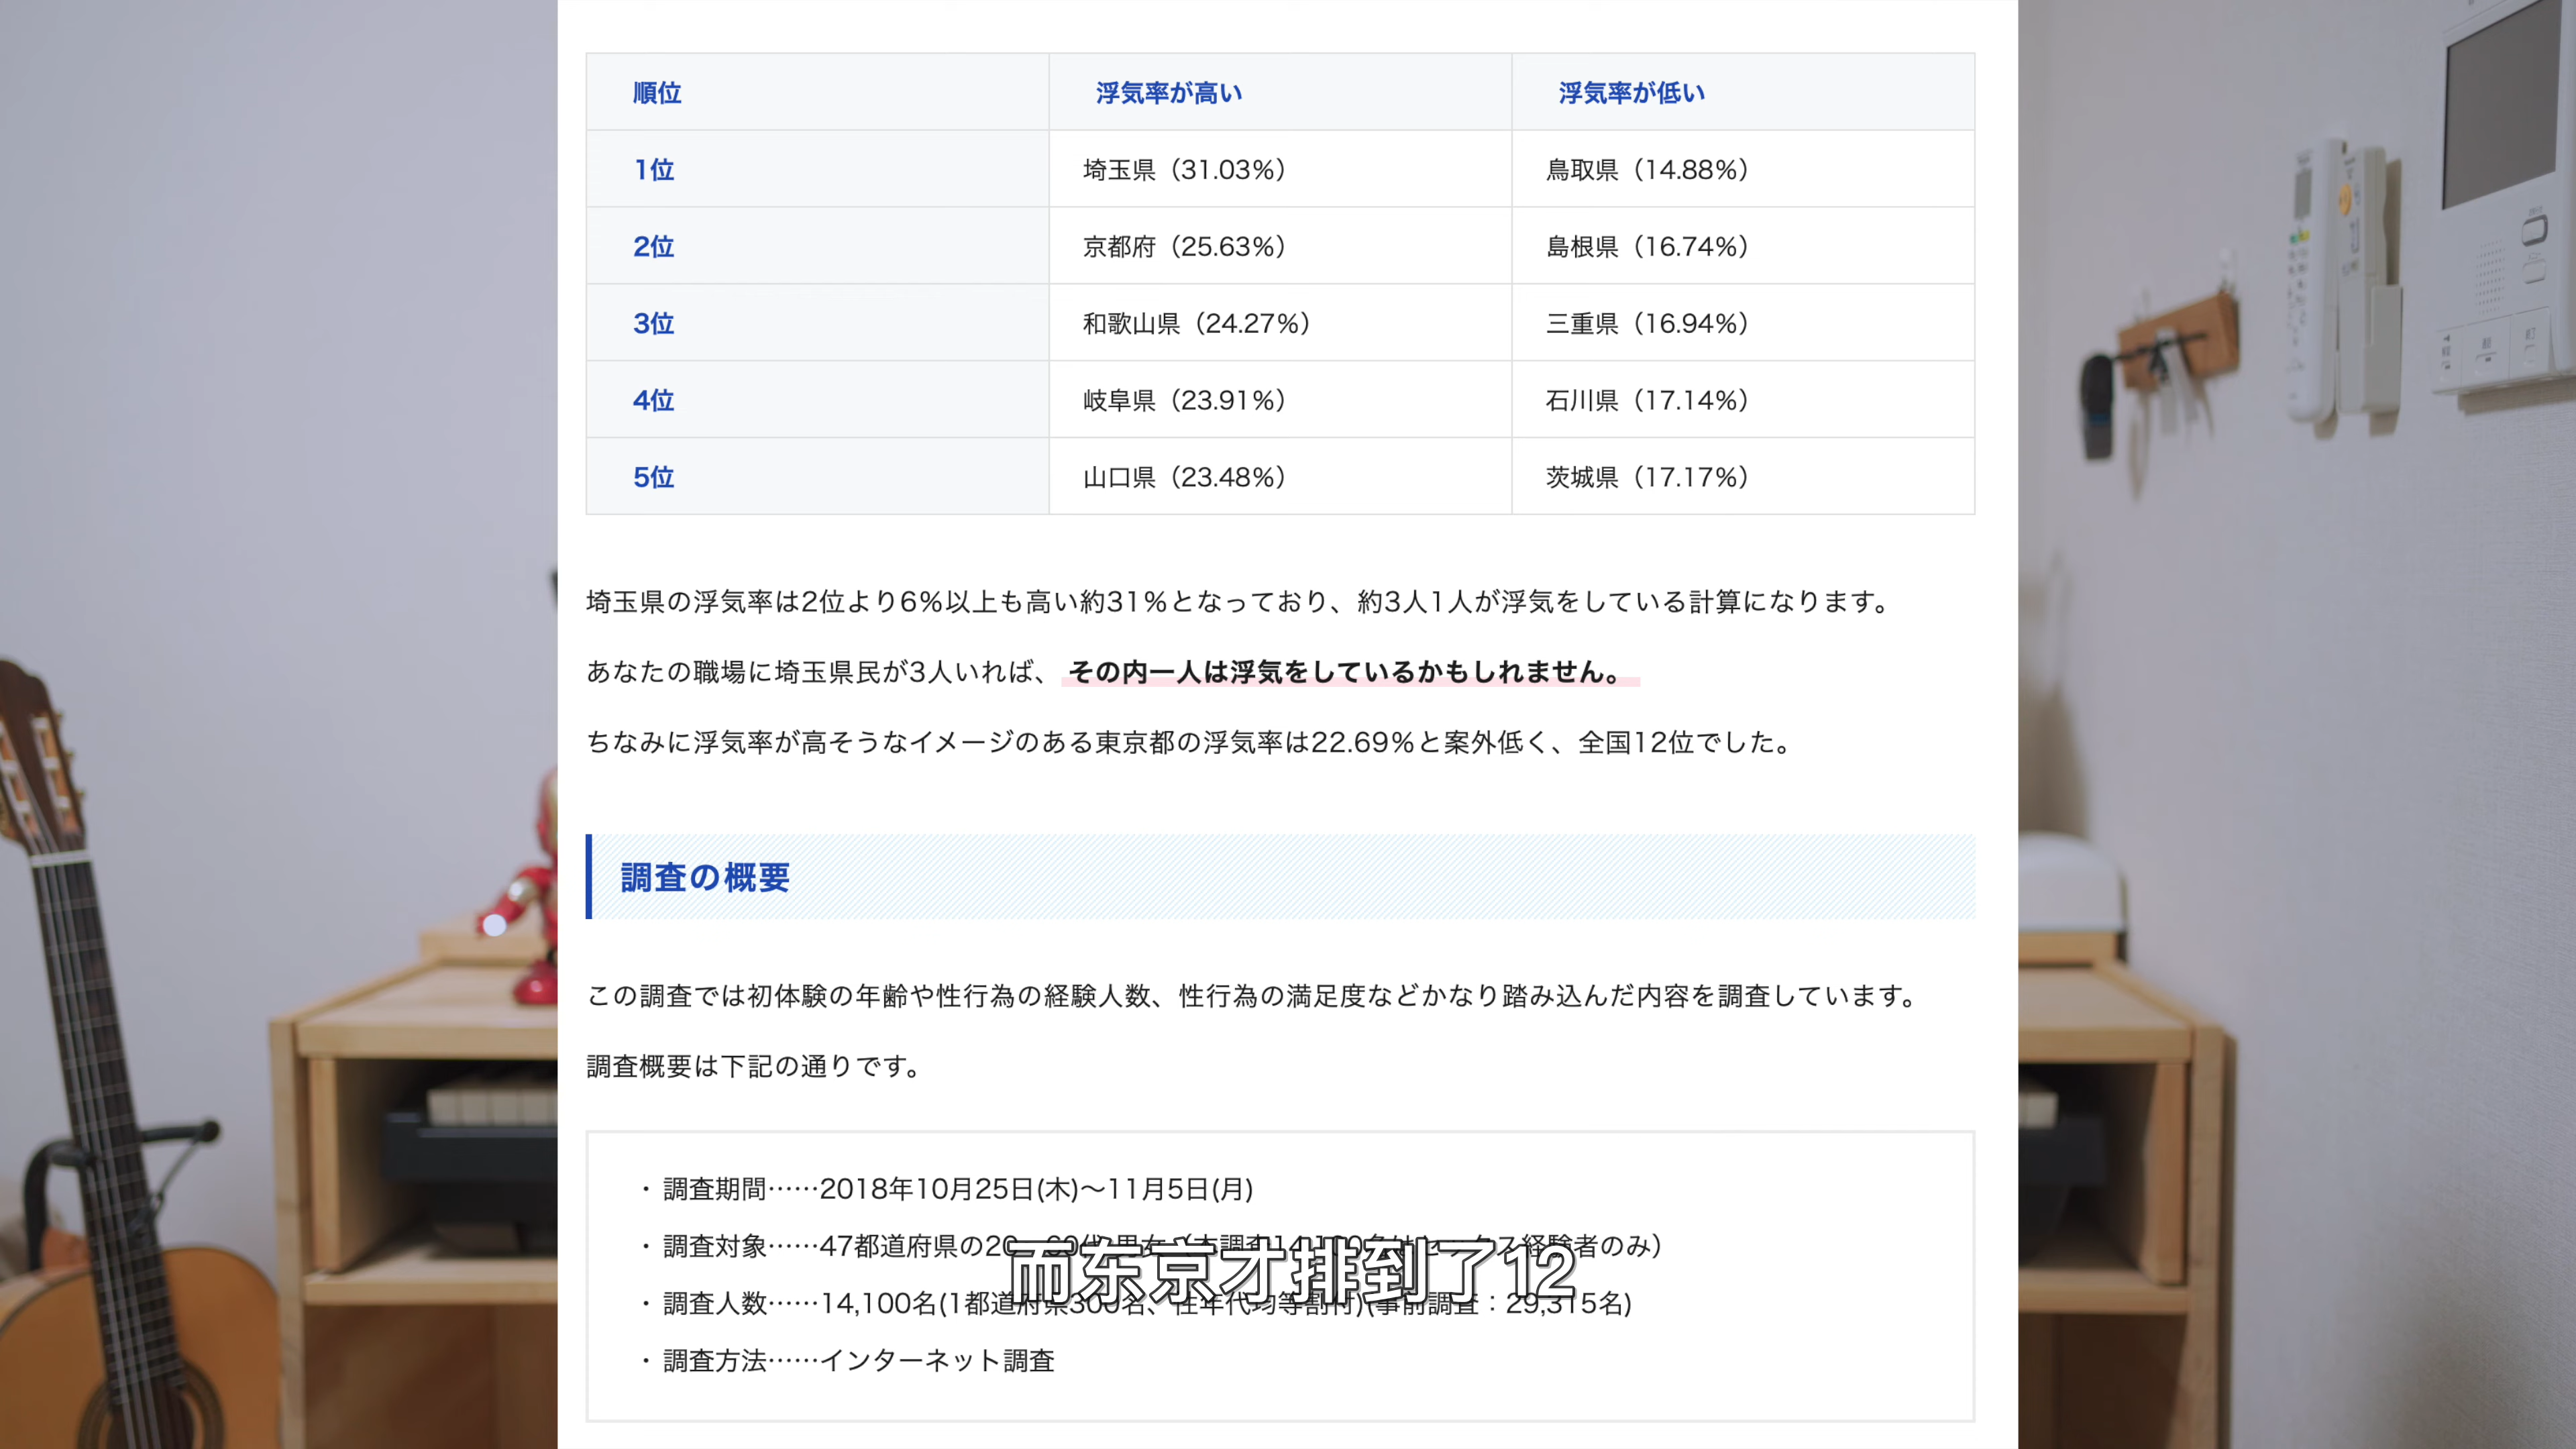 順位 浮気率が高い 浮気率が低い
1位 埼玉県（31.03%） 鳥取県（14.88%）
2位 京都府（25.63%） 島根県（16.74%）
3位 和歌山県（24.27%） 三重県（16.94%）
4位 岐阜県（23.91%） 石川県（17.14%）
5位 山口県（23.48%） 茨城県（17.17%）
埼玉県の浮気率は2位より6%以上も高い約31%となっており、約3人1人が浮気をしている計算になります。
あなたの職場に埼玉県民が3人いれば、その内一人は浮気をしているかもしれません。
ちなみに浮気率が高そうなイメージのある東京都の浮気率は22.69%と案外低く、全国12位でした。
調査の概要
この調査では初体験の年齢や性行為の経験人数、性行為の満足度などかなり踏み込んだ内容を調査しています。
調査概要は下記の通りです。
・調査期間……2018年10月25日(木)〜11月5日(月)
・調査対象……47都道府県の20 経験者のみ）
而东京才排到了12
・調査人数……14,100名(1都道府県300名、 (事前調査：29,315名)
・調査方法……インターネット調査